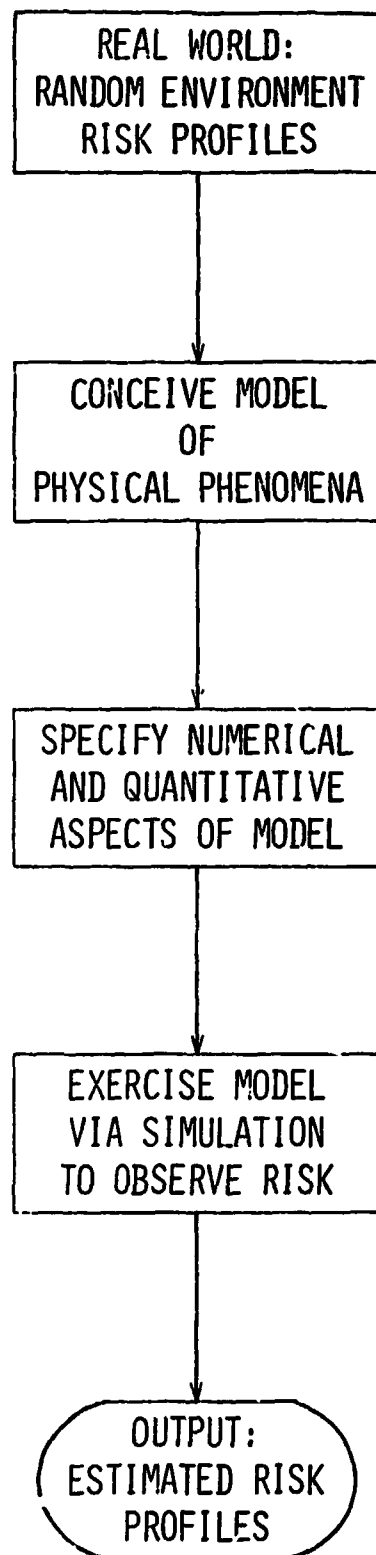 REAL WORLD:
RANDOM ENVIRONMENT
RISK PROFILES
CONCEIVE MODEL
OF
PHYSICAL PHENOMENA
SPECIFY NUMERICAL
AND QUANTITATIVE
ASPECTS OF MODEL
EXERCISE MODEL
VIA SIMULATION
TO OBSERVE RISK
OUTPUT:
ESTIMATED RISK
PROFILES